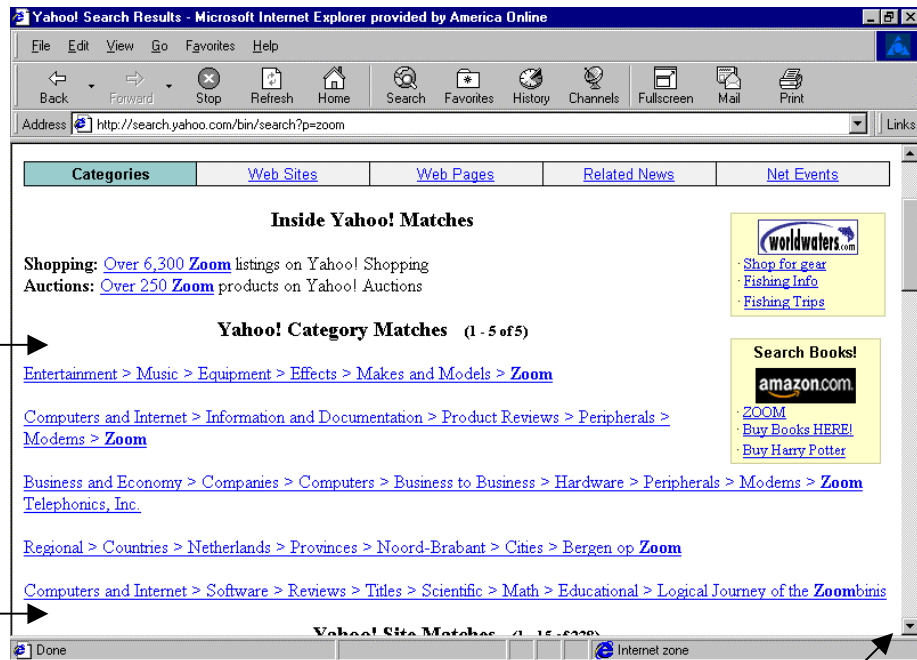 Yahoo! Search Results - Microsoft Internet Explorer provided by America Online
File Edit View Go Favorites Help
Back Forward Stop Refresh Home Search Favorites History Channels Fullscreen Mail Print
Address http://search.yahoo.com/bin/search?p=zoom Links
Categories Web Sites Web Pages Related News Net Events
Inside Yahoo! Matches
Shopping: Over 6,300 Zoom listings on Yahoo! Shopping
Auctions: Over 250 Zoom products on Yahoo! Auctions
worldwaters.com
· Shop for gear
· Fishing Info
· Fishing Trips
Yahoo! Category Matches (1 - 5 of 5)
Entertainment > Music > Equipment > Effects > Makes and Models > Zoom
Computers and Internet > Information and Documentation > Product Reviews > Peripherals >
Modems > Zoom
Search Books!
amazon.com.
· ZOOM
· Buy Books HERE!
· Buy Harry Potter
Business and Economy > Companies > Computers > Business to Business > Hardware > Peripherals > Modems > Zoom
Telephonics, Inc.
Regional > Countries > Netherlands > Provinces > Noord-Brabant > Cities > Bergen op Zoom
Computers and Internet > Software > Reviews > Titles > Scientific > Math > Educational > Logical Journey of the Zoombinis
Yahoo! Site Matches (1 - 15 of 228)
Done Internet zone